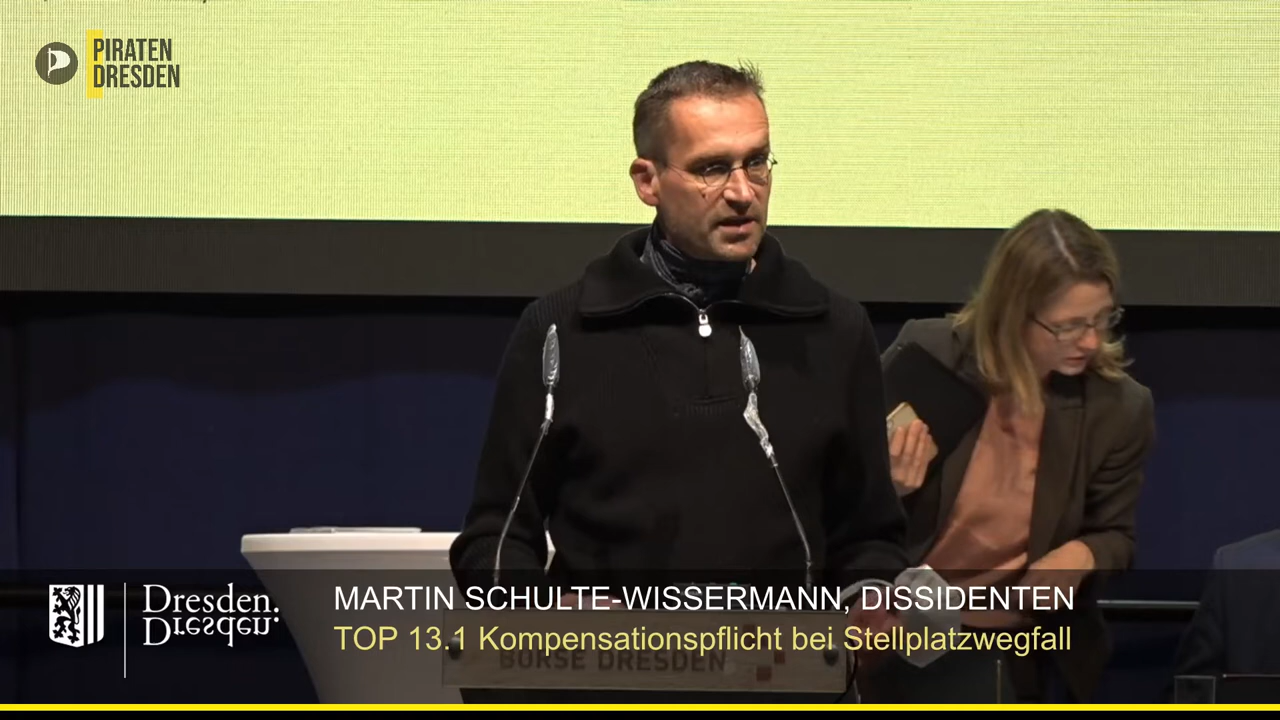 PIRATEN
DRESDEN
Dresden.
Dresden.
MARTIN SCHULTE-WISSERMANN, DISSIDENTEN
TOP 13.1 Kompensationspflicht bei Stellplatzwegfall
BÖRSE DRESDEN